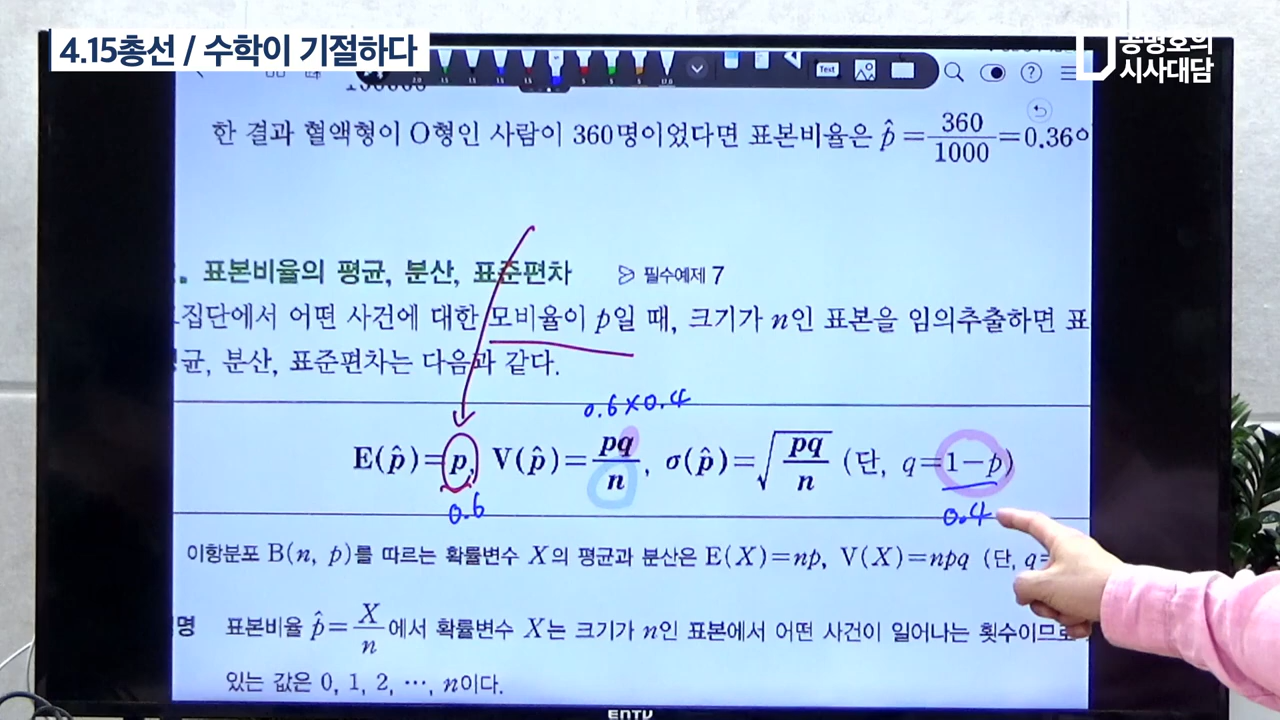 4.15총선 / 수학이 기절하다
공병호의
시사대담
Text
한 결과 혈액형이 O형인 사람이 360명이었다면 표본비율은 p̂ = 360/1000 = 0.36
표본비율의 평균, 분산, 표준편차 필수예제 7
집단에서 어떤 사건에 대한 모비율이 p일 때, 크기가 n인 표본을 임의추출하면 표
균, 분산, 표준편차는 다음과 같다.
0.6×0.4
E(p̂)=p, V(p̂)=pq/n, σ(p̂)=√(pq/n) (단, q=1-p)
0.6 0.4
이항분포 B(n, p)를 따르는 확률변수 X의 평균과 분산은 E(X)=np, V(X)=npq (단, q=
명 표본비율 p̂=X/n에서 확률변수 X는 크기가 n인 표본에서 어떤 사건이 일어나는 횟수이므로
있는 값은 0, 1, 2, ⋯, n이다.